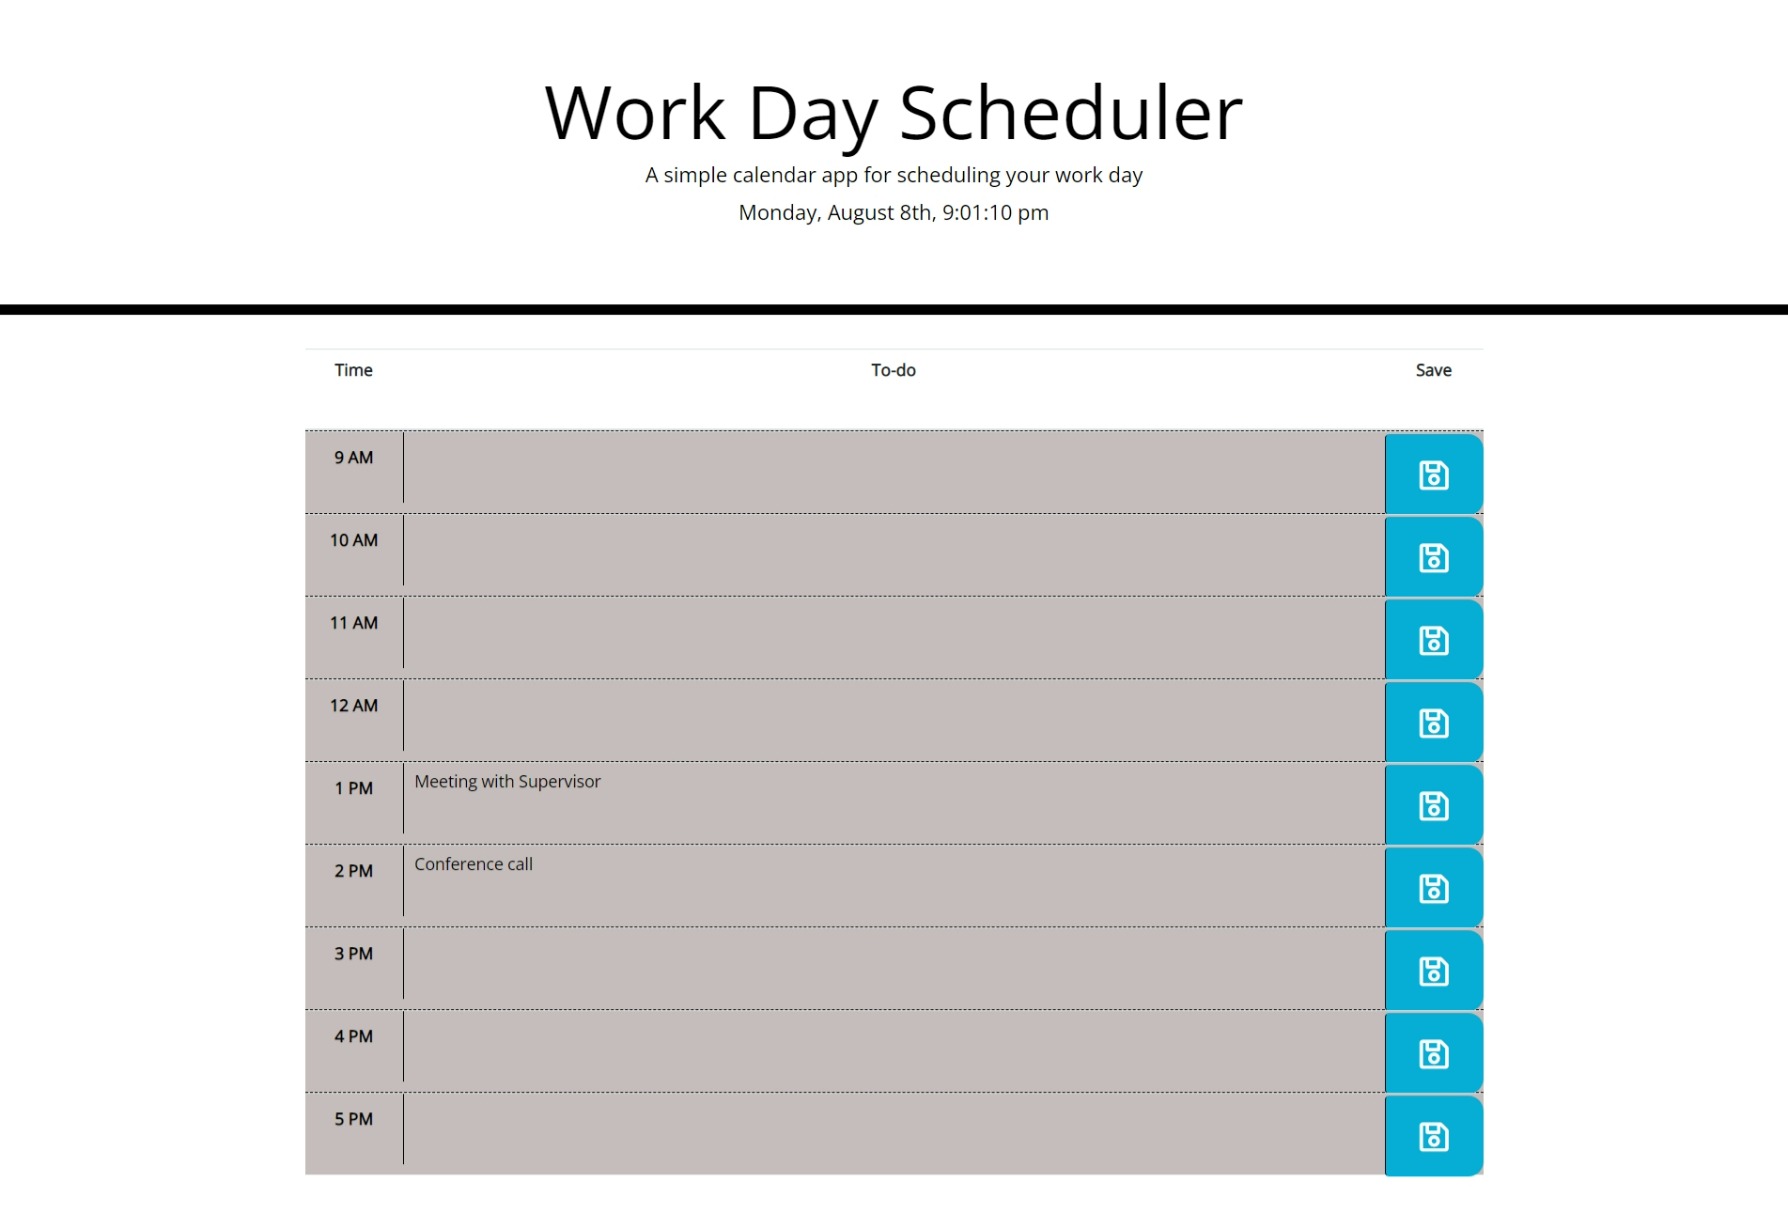 Work Day Scheduler
A simple calendar app for scheduling your work day
Monday, August 8th, 9:01:10 pm
Time To-do Save
9 AM
10 AM
11 AM
12 AM
1 PM Meeting with Supervisor
2 PM Conference call
3 PM
4 PM
5 PM